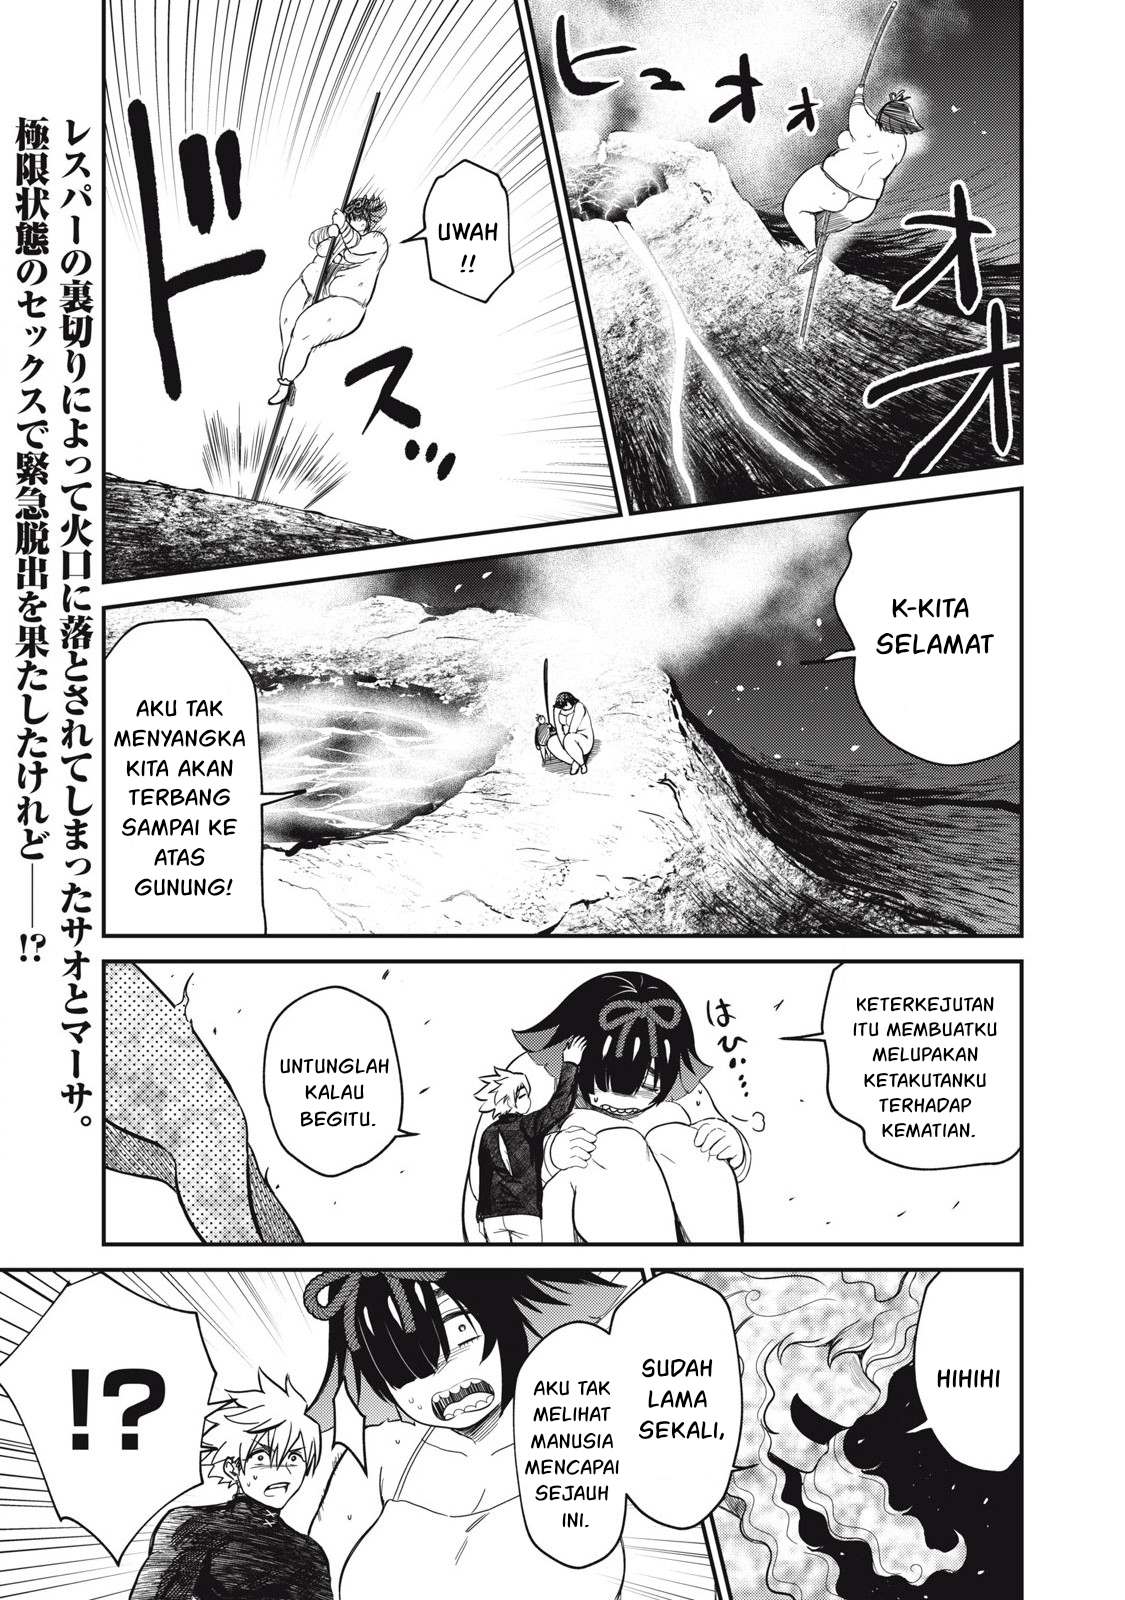 ヒュオオオオ
UWAH
!!
ドスッ
K-KITA
SELAMAT
AKU TAK
MENYANGKA
KITA AKAN
TERBANG
SAMPAI KE
ATAS
GUNUNG!
KETERKEJUTAN
ITU MEMBUATKU
MELUPAKAN
KETAKUTANKU
TERHADAP
KEMATIAN.
はひ…
UNTUNGLAH
KALAU
BEGITU.
HIHIHI
SUDAH
LAMA
SEKALI,
AKU TAK
MELIHAT
MANUSIA
MENCAPAI
SEJAUH
INI.
!?
レスパーの裏切りによって火口に落とされてしまったサオとマーサ。
極限状態のセックスで緊急脱出を果たしたけれど――!?